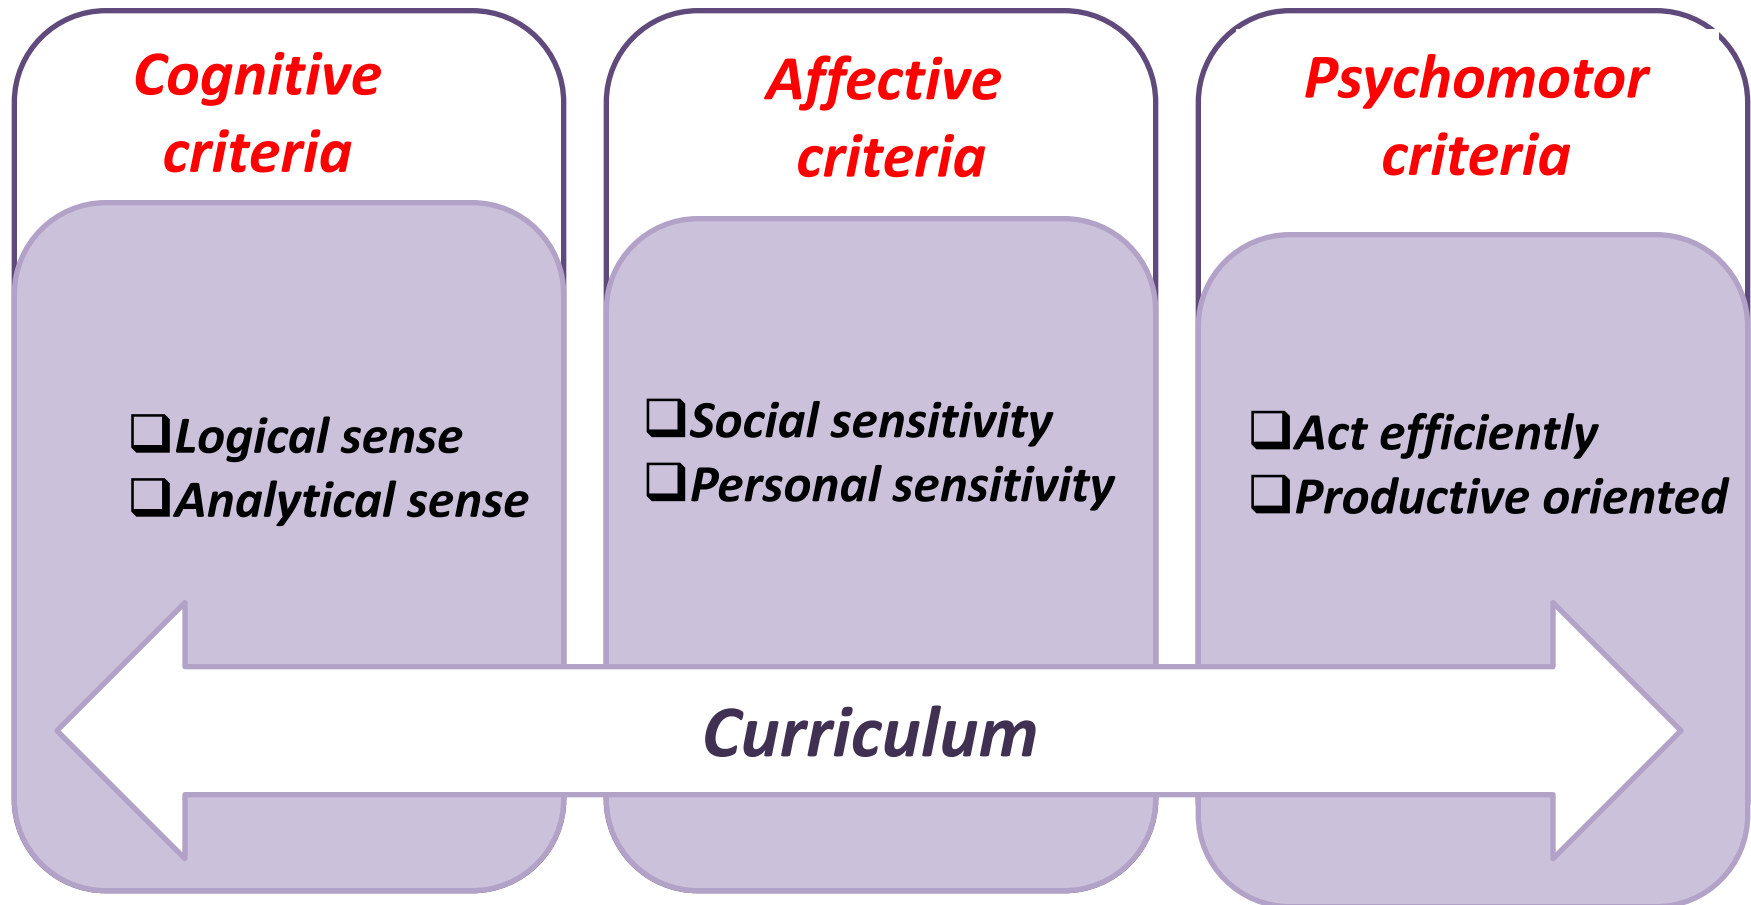 Cognitive
criteria
❑Logical sense
❑Analytical sense
Affective
criteria
❑Social sensitivity
❑Personal sensitivity
Psychomotor
criteria
❑Act efficiently
❑Productive oriented
Curriculum